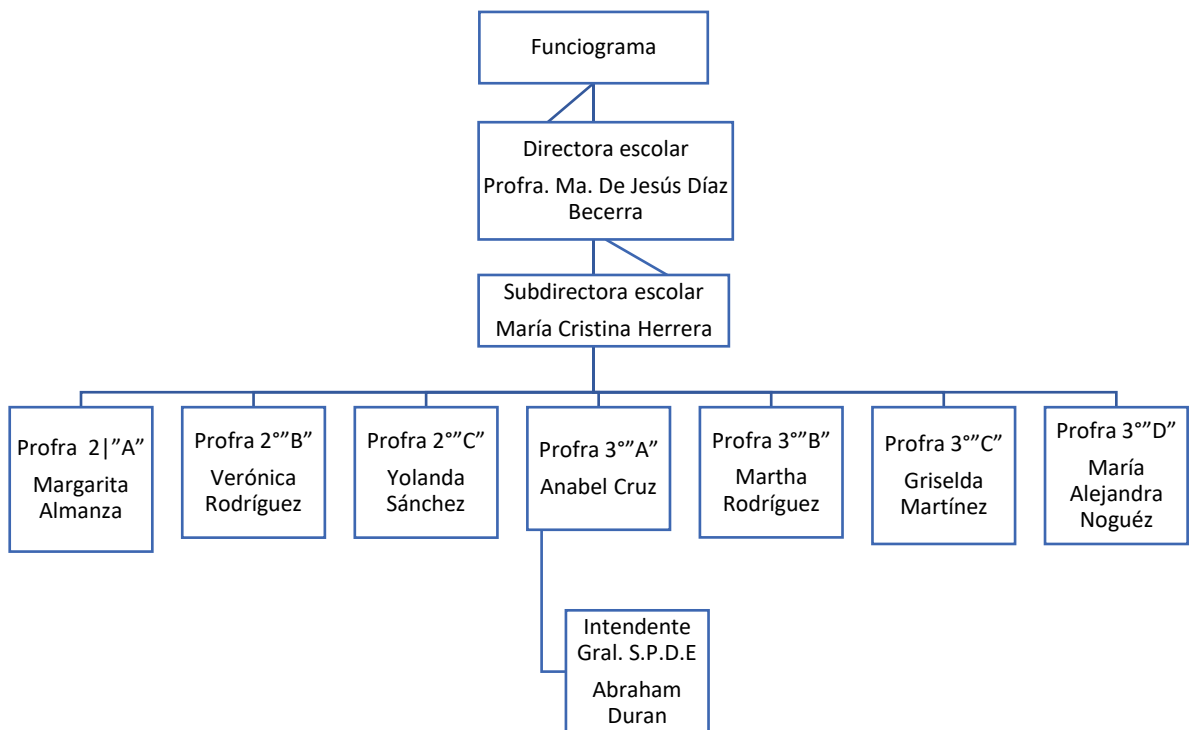 Funciograma
Directora escolar
Profra. Ma. De Jesús Díaz
Becerra
Subdirectora escolar
María Cristina Herrera
Profra 2|”A”
Margarita
Almanza
Profra 2°”B”
Verónica
Rodríguez
Profra 2°”C”
Yolanda
Sánchez
Profra 3°”A”
Anabel Cruz
Profra 3°”B”
Martha
Rodríguez
Profra 3°”C”
Griselda
Martínez
Profra 3°”D”
María
Alejandra
Noguéz
Intendente
Gral. S.P.D.E
Abraham
Duran